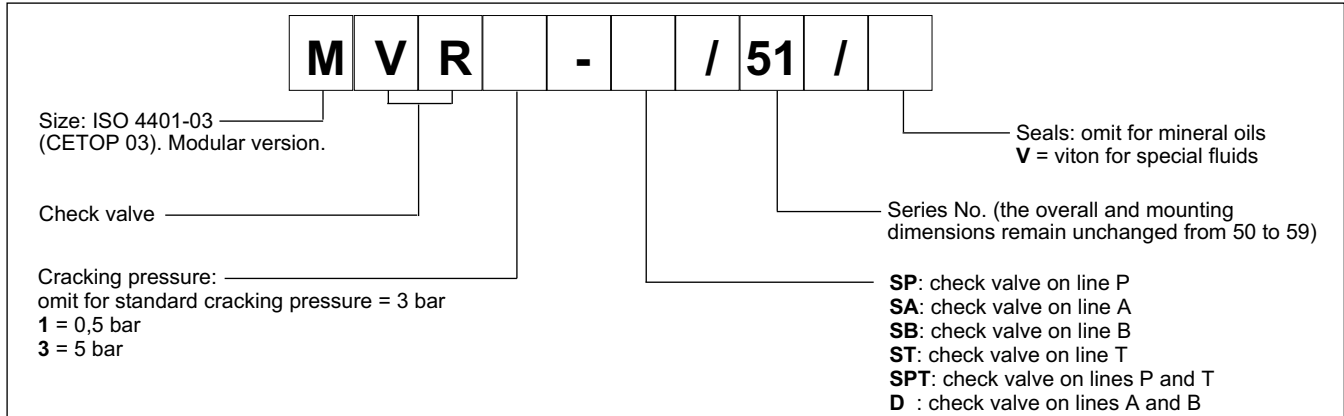 M V R - / 51 /
Size: ISO 4401-03
(CETOP 03). Modular version.
Check valve
Cracking pressure:
omit for standard cracking pressure = 3 bar
1 = 0,5 bar
3 = 5 bar
Seals: omit for mineral oils
V = viton for special fluids
Series No. (the overall and mounting
dimensions remain unchanged from 50 to 59)
SP: check valve on line P
SA: check valve on line A
SB: check valve on line B
ST: check valve on line T
SPT: check valve on lines P and T
D : check valve on lines A and B